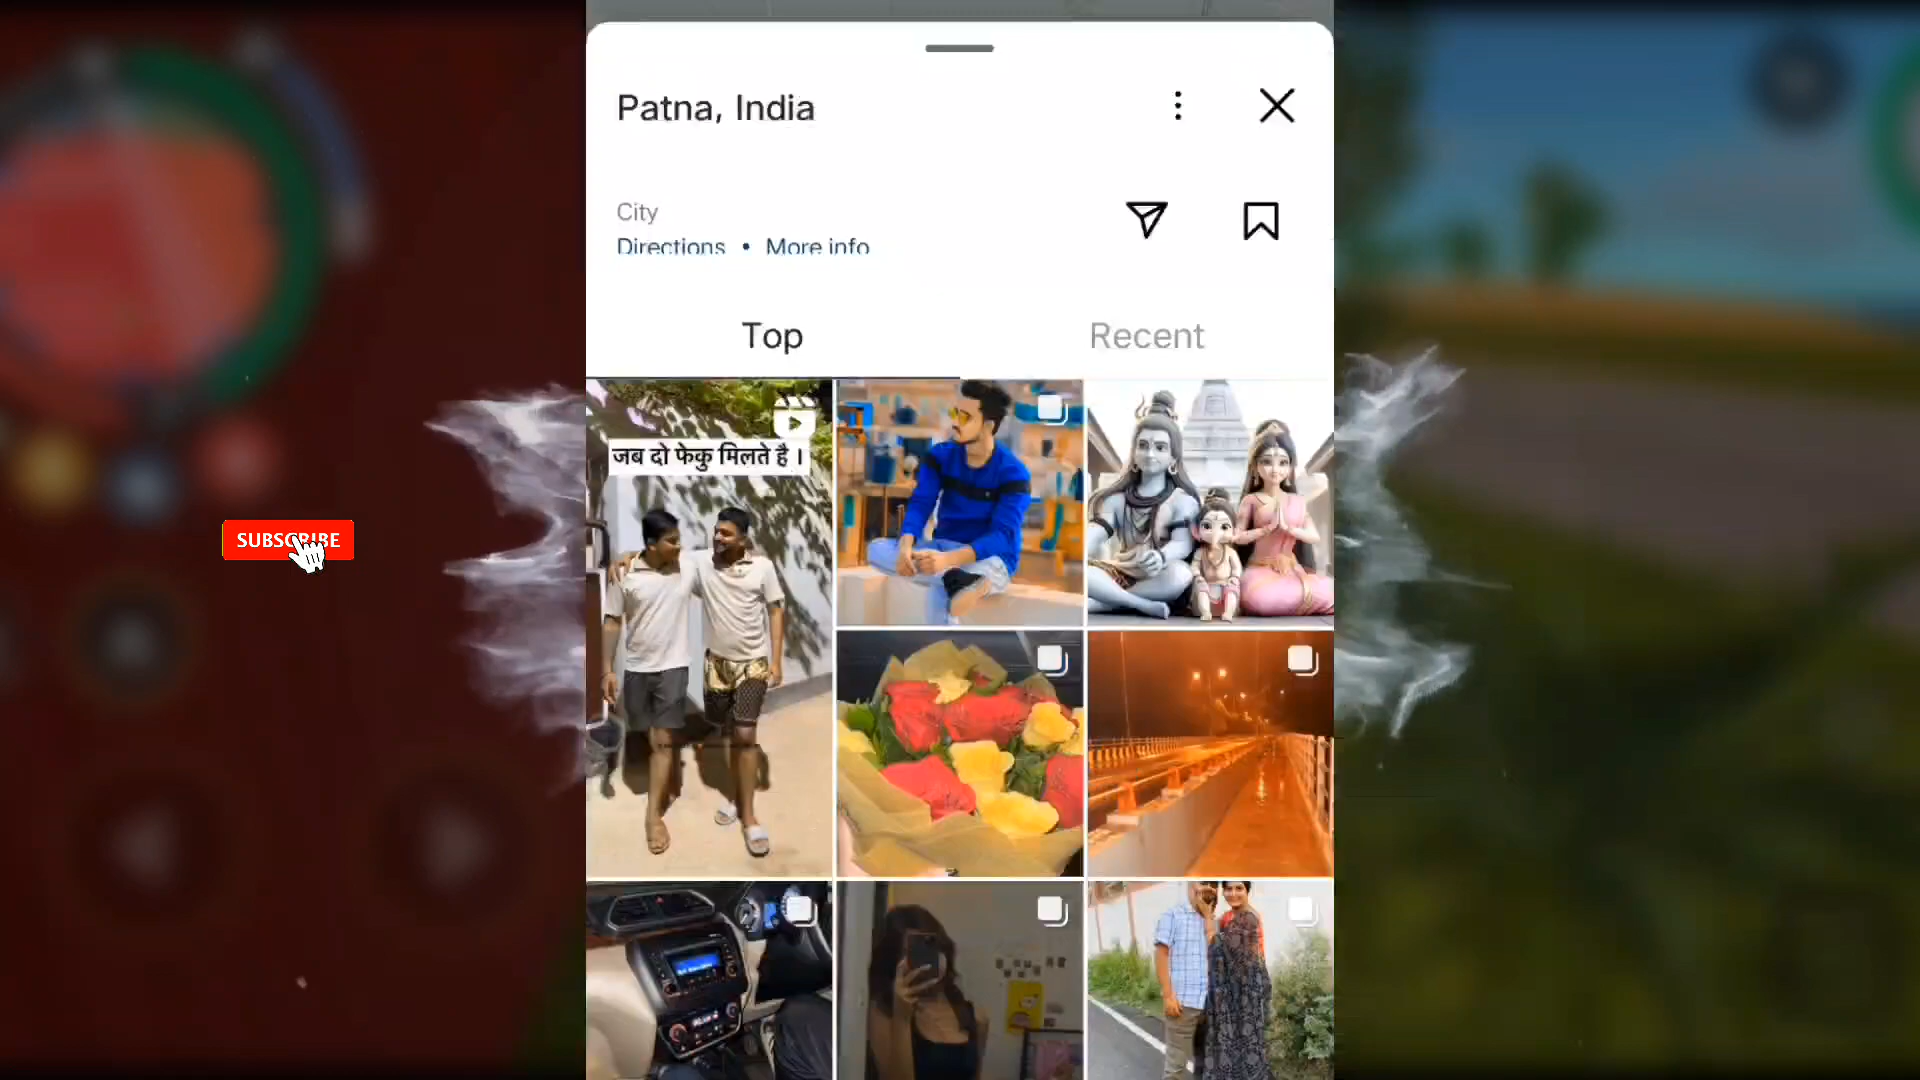 Patna, India
City
Directions • More info
Top
Recent
जब दो फेकु मिलते है ।
SUBSCRIBE